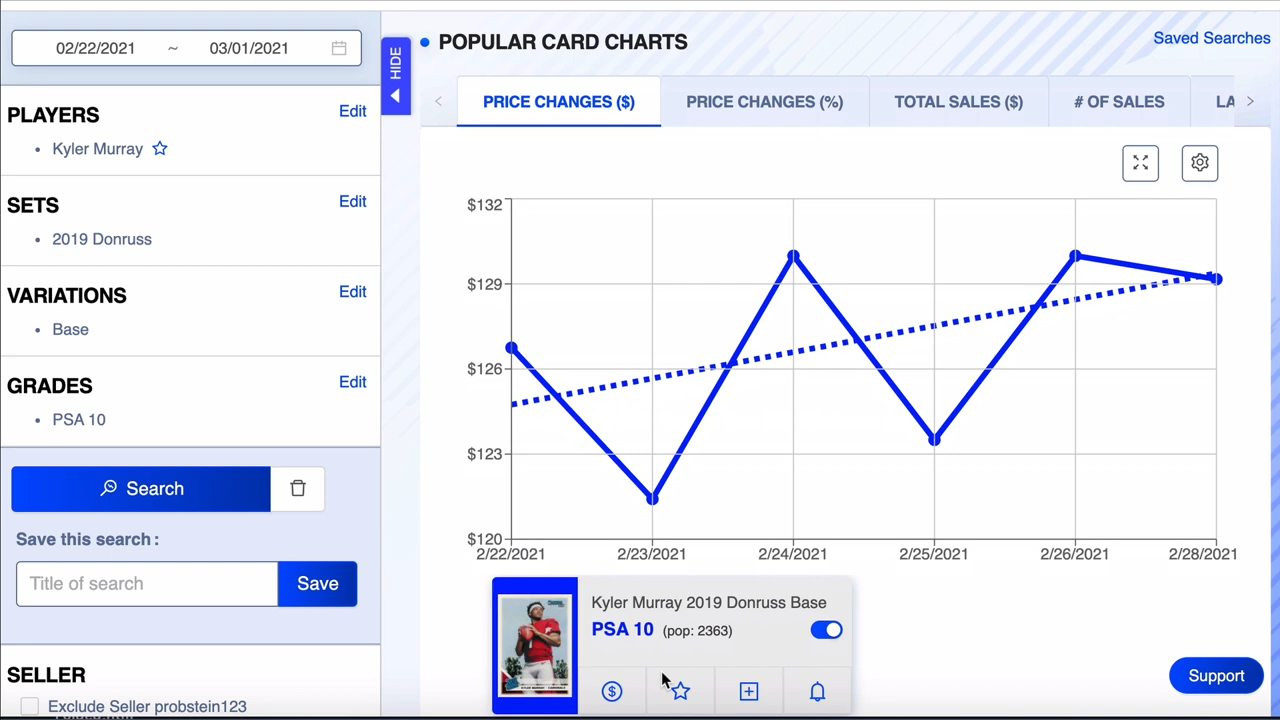 02/22/2021 ~ 03/01/2021
HIDE
POPULAR CARD CHARTS
Saved Searches
PLAYERS Edit
Kyler Murray
SETS Edit
2019 Donruss
VARIATIONS Edit
Base
GRADES Edit
PSA 10
Search
Save this search :
Title of search
Save
SELLER
Exclude Seller probstein123
PRICE CHANGES ($) PRICE CHANGES (%) TOTAL SALES ($) # OF SALES LA
$132
$129
$126
$123
$120
2/22/2021 2/23/2021 2/24/2021 2/25/2021 2/26/2021 2/28/2021
Kyler Murray 2019 Donruss Base
PSA 10 (pop: 2363)
Support